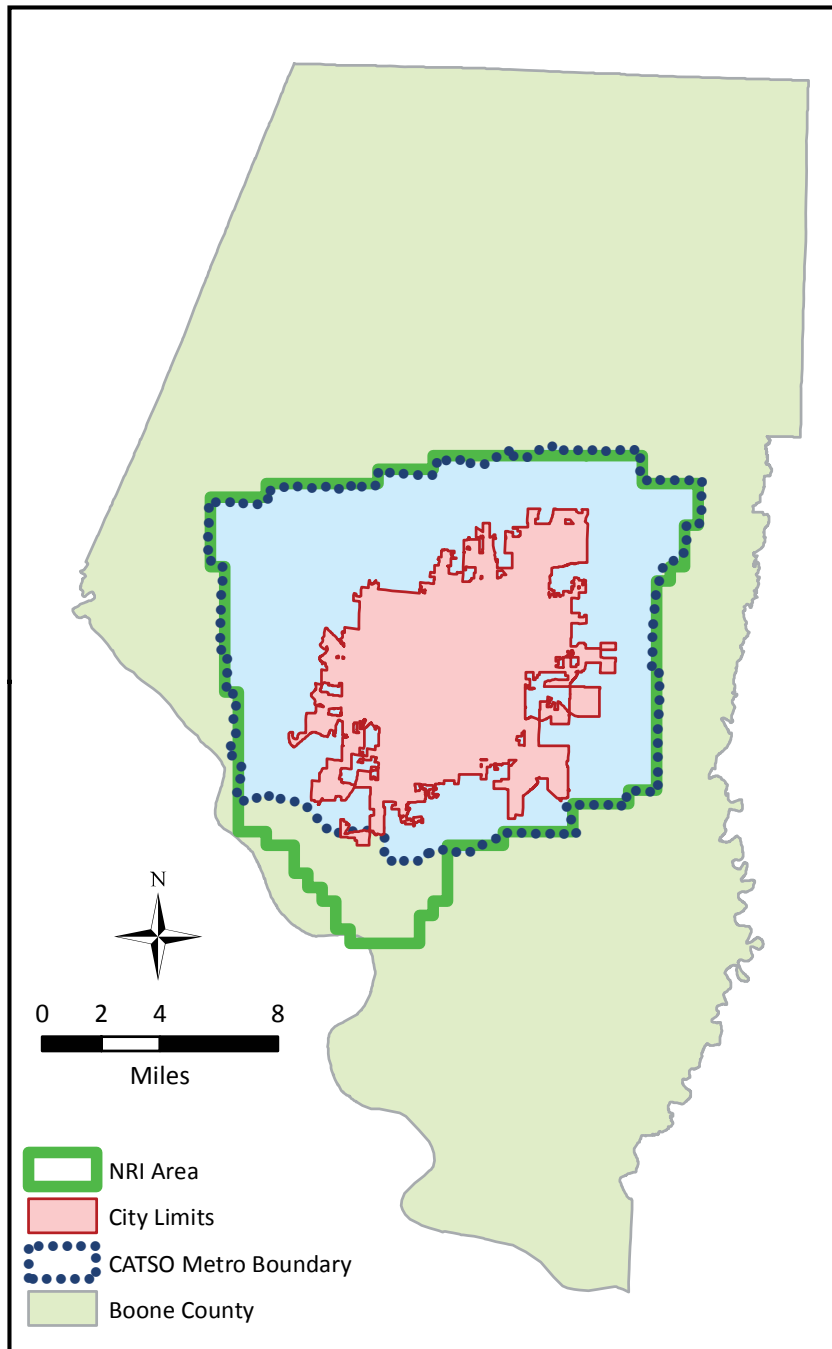 N
0 2 4 8
Miles
NRI Area
City Limits
CATSO Metro Boundary
Boone County